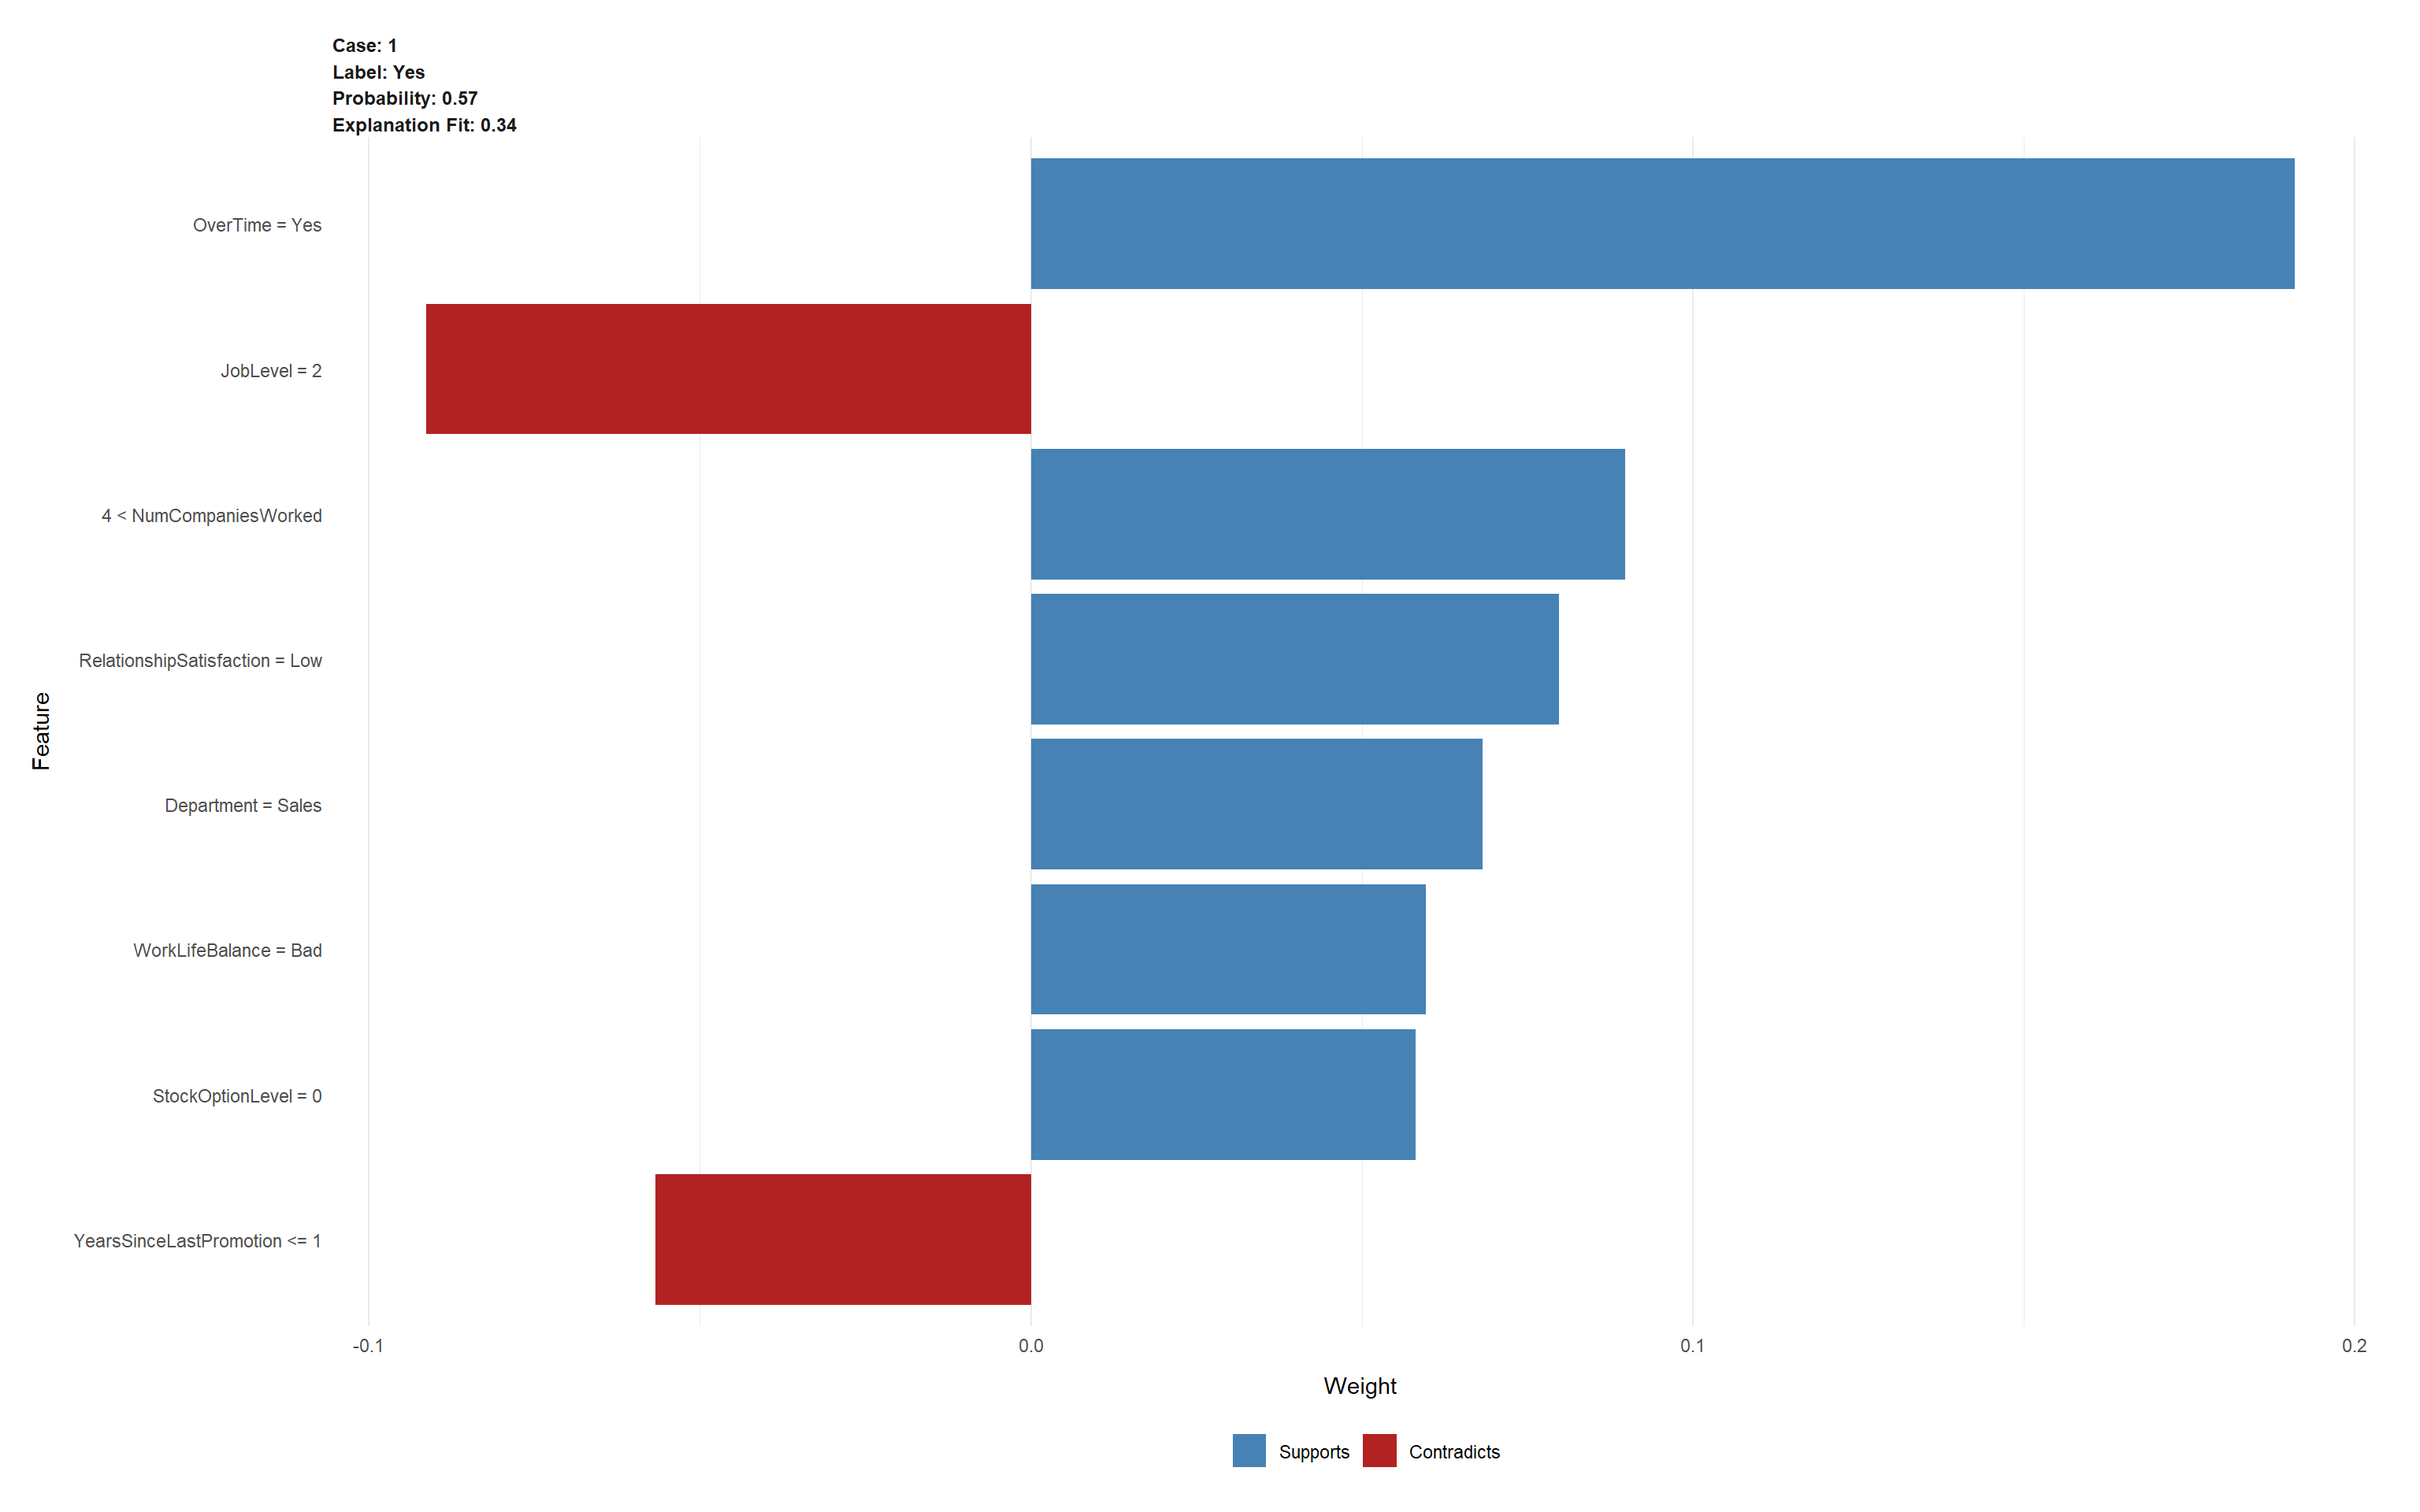 Case: 1
Label: Yes
Probability: 0.57
Explanation Fit: 0.34
OverTime = Yes
JobLevel = 2
4 < NumCompaniesWorked
RelationshipSatisfaction = Low
Department = Sales
WorkLifeBalance = Bad
StockOptionLevel = 0
YearsSinceLastPromotion <= 1
Feature
-0.1 0.0 0.1 0.2
Weight
Supports Contradicts